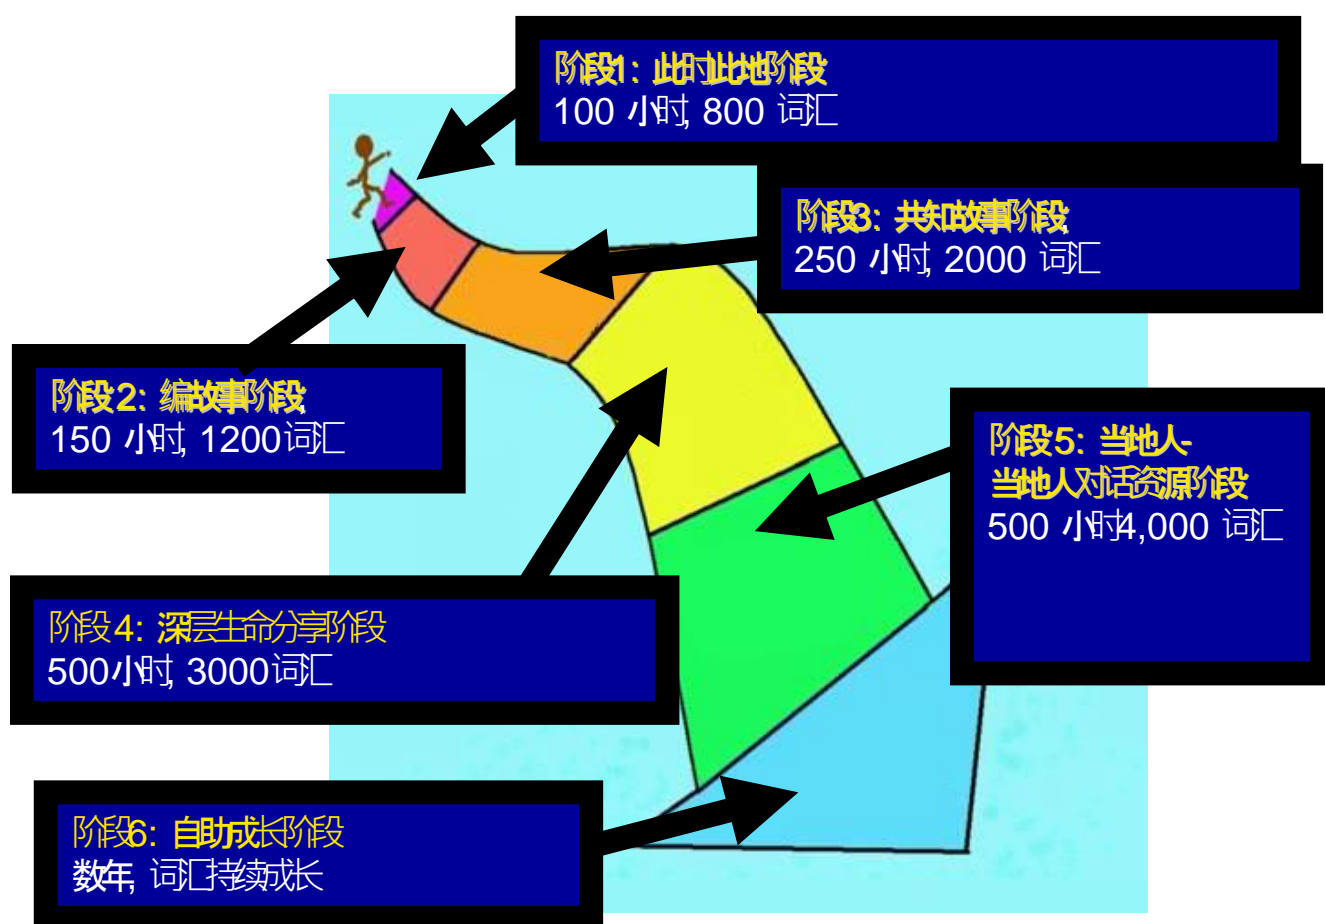 阶段1: 此时此地阶段
100 小时, 800 词汇
阶段3: 共知故事阶段,
250 小时, 2000 词汇
阶段2: 编故事阶段,
150 小时, 1200词汇
阶段5: 当地人-
当地人对话资源阶段
500 小时4,000 词汇
阶段4: 深层生命分享阶段
500小时, 3000词汇
阶段6: 自助成长阶段
数年, 词汇持续成长